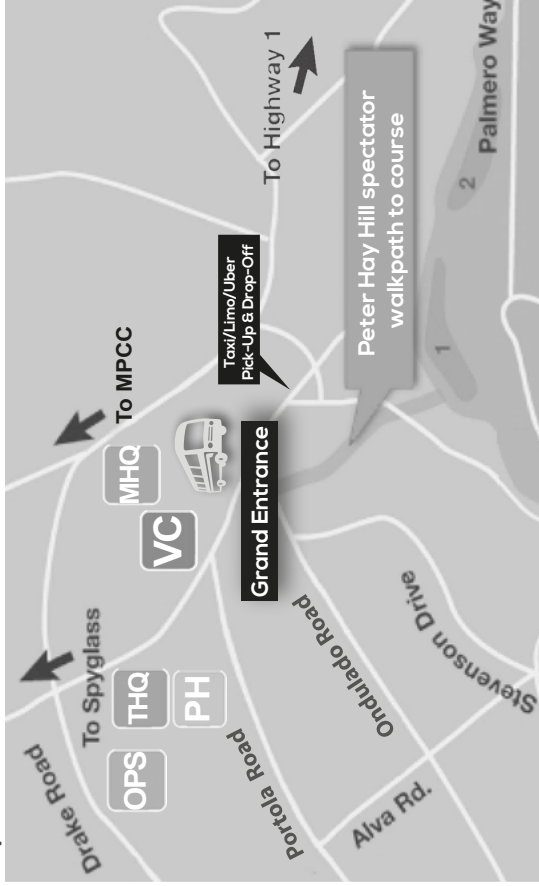 To Highway 1
Palmero Way
2
Peter Hay Hill spectator
walkpath to course
1
Taxi/Limo/Uber
Pick-Up & Drop-Off
To MPCC
MHQ
VC
Grand Entrance
To Spyglass
THQ
PH
OPS
Drake Road
Portola Road
Ondulado Road
Stevenson Drive
Alva Rd.